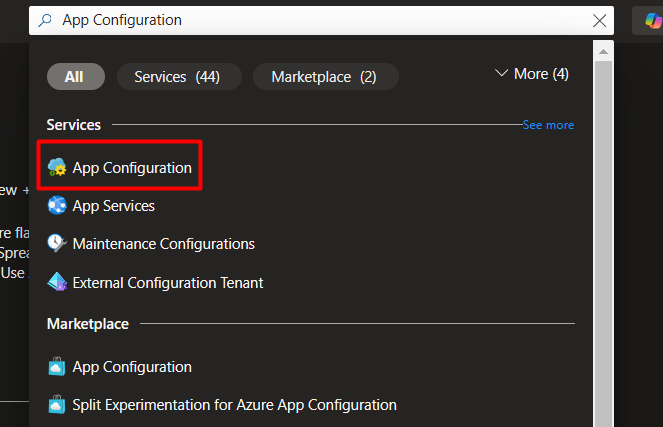 App Configuration
All
Services (44)
Marketplace (2)
More (4)
Services
See more
App Configuration
ew +
App Services
re fla
Maintenance Configurations
Sprea
Use
External Configuration Tenant
Marketplace
App Configuration
Split Experimentation for Azure App Configuration